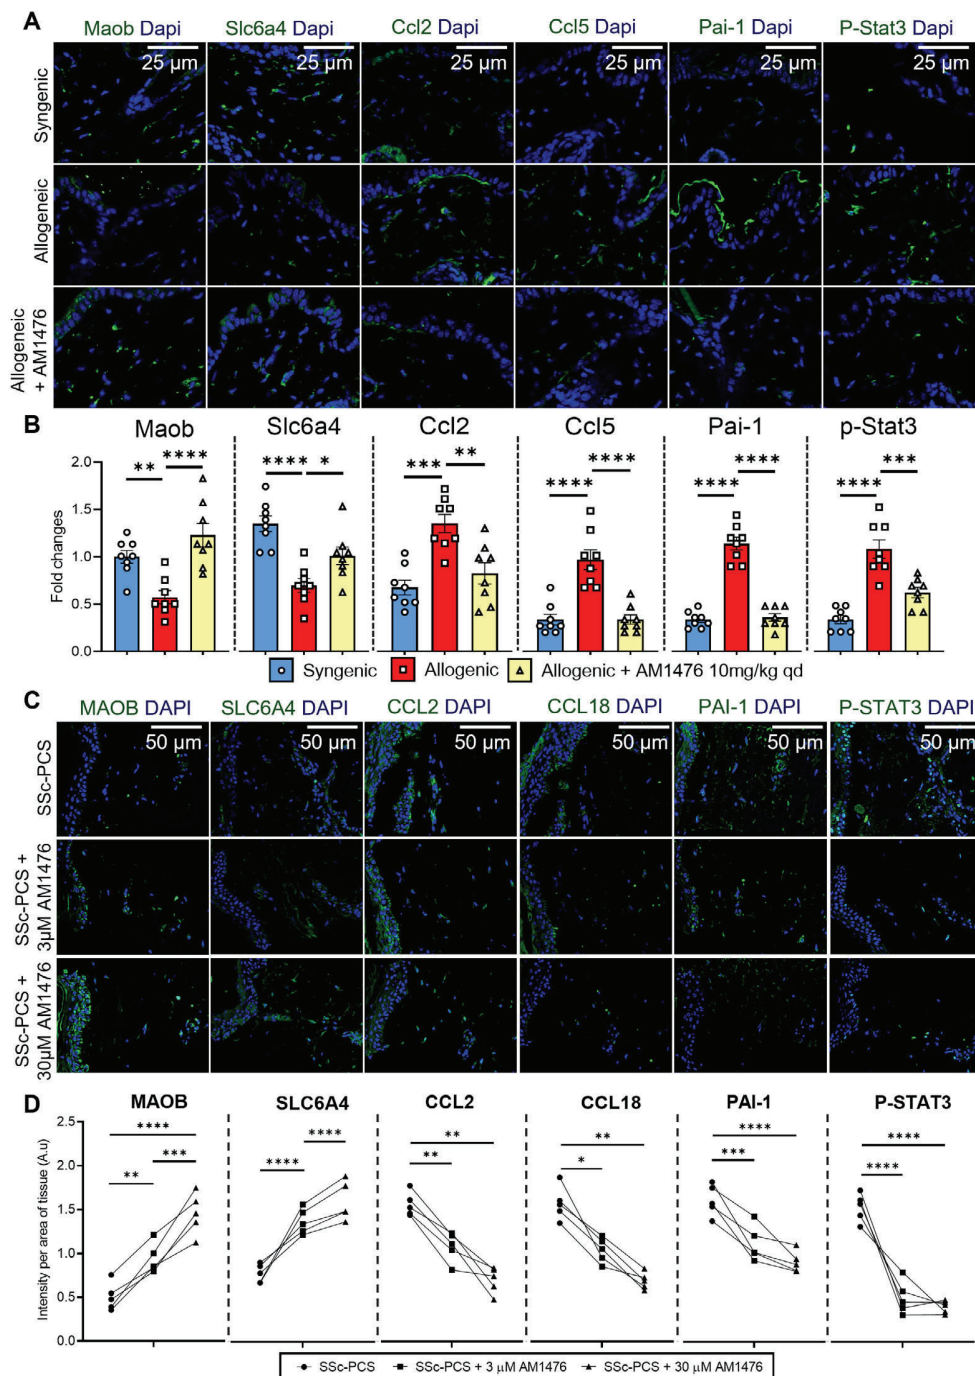 A
Maob Dapi
Slc6a4 Dapi
Ccl2 Dapi
Ccl5 Dapi
Pai-1 Dapi
P-Stat3 Dapi
25 µm
25 µm
25 µm
25 µm
25 µm
25 µm
Syngenic
Allogeneic
Allogeneic
+ AM1476
B
Maob
Slc6a4
Ccl2
Ccl5
Pai-1
p-Stat3
Fold changes
2.0
1.5
1.0
0.5
0.0
** ****
**** *
*** **
**** ****
**** ****
**** ***
Syngenic
Allogenic
Allogenic + AM1476 10mg/kg qd
C
MAOB DAPI
SLC6A4 DAPI
CCL2 DAPI
CCL18 DAPI
PAI-1 DAPI
P-STAT3 DAPI
50 µm
50 µm
50 µm
50 µm
50 µm
50 µm
SSc-PCS
SSc-PCS +
3µM AM1476
SSc-PCS +
30µM AM1476
D
MAOB
SLC6A4
CCL2
CCL18
PAI-1
P-STAT3
Intensity per area of tissue (A.u)
2.5
2.0
1.5
1.0
0.5
0.0
****
***
**
****
****
**
**
**
*
****
***
****
****
SSc-PCS
SSc-PCS + 3 µM AM1476
SSc-PCS + 30 µM AM1476